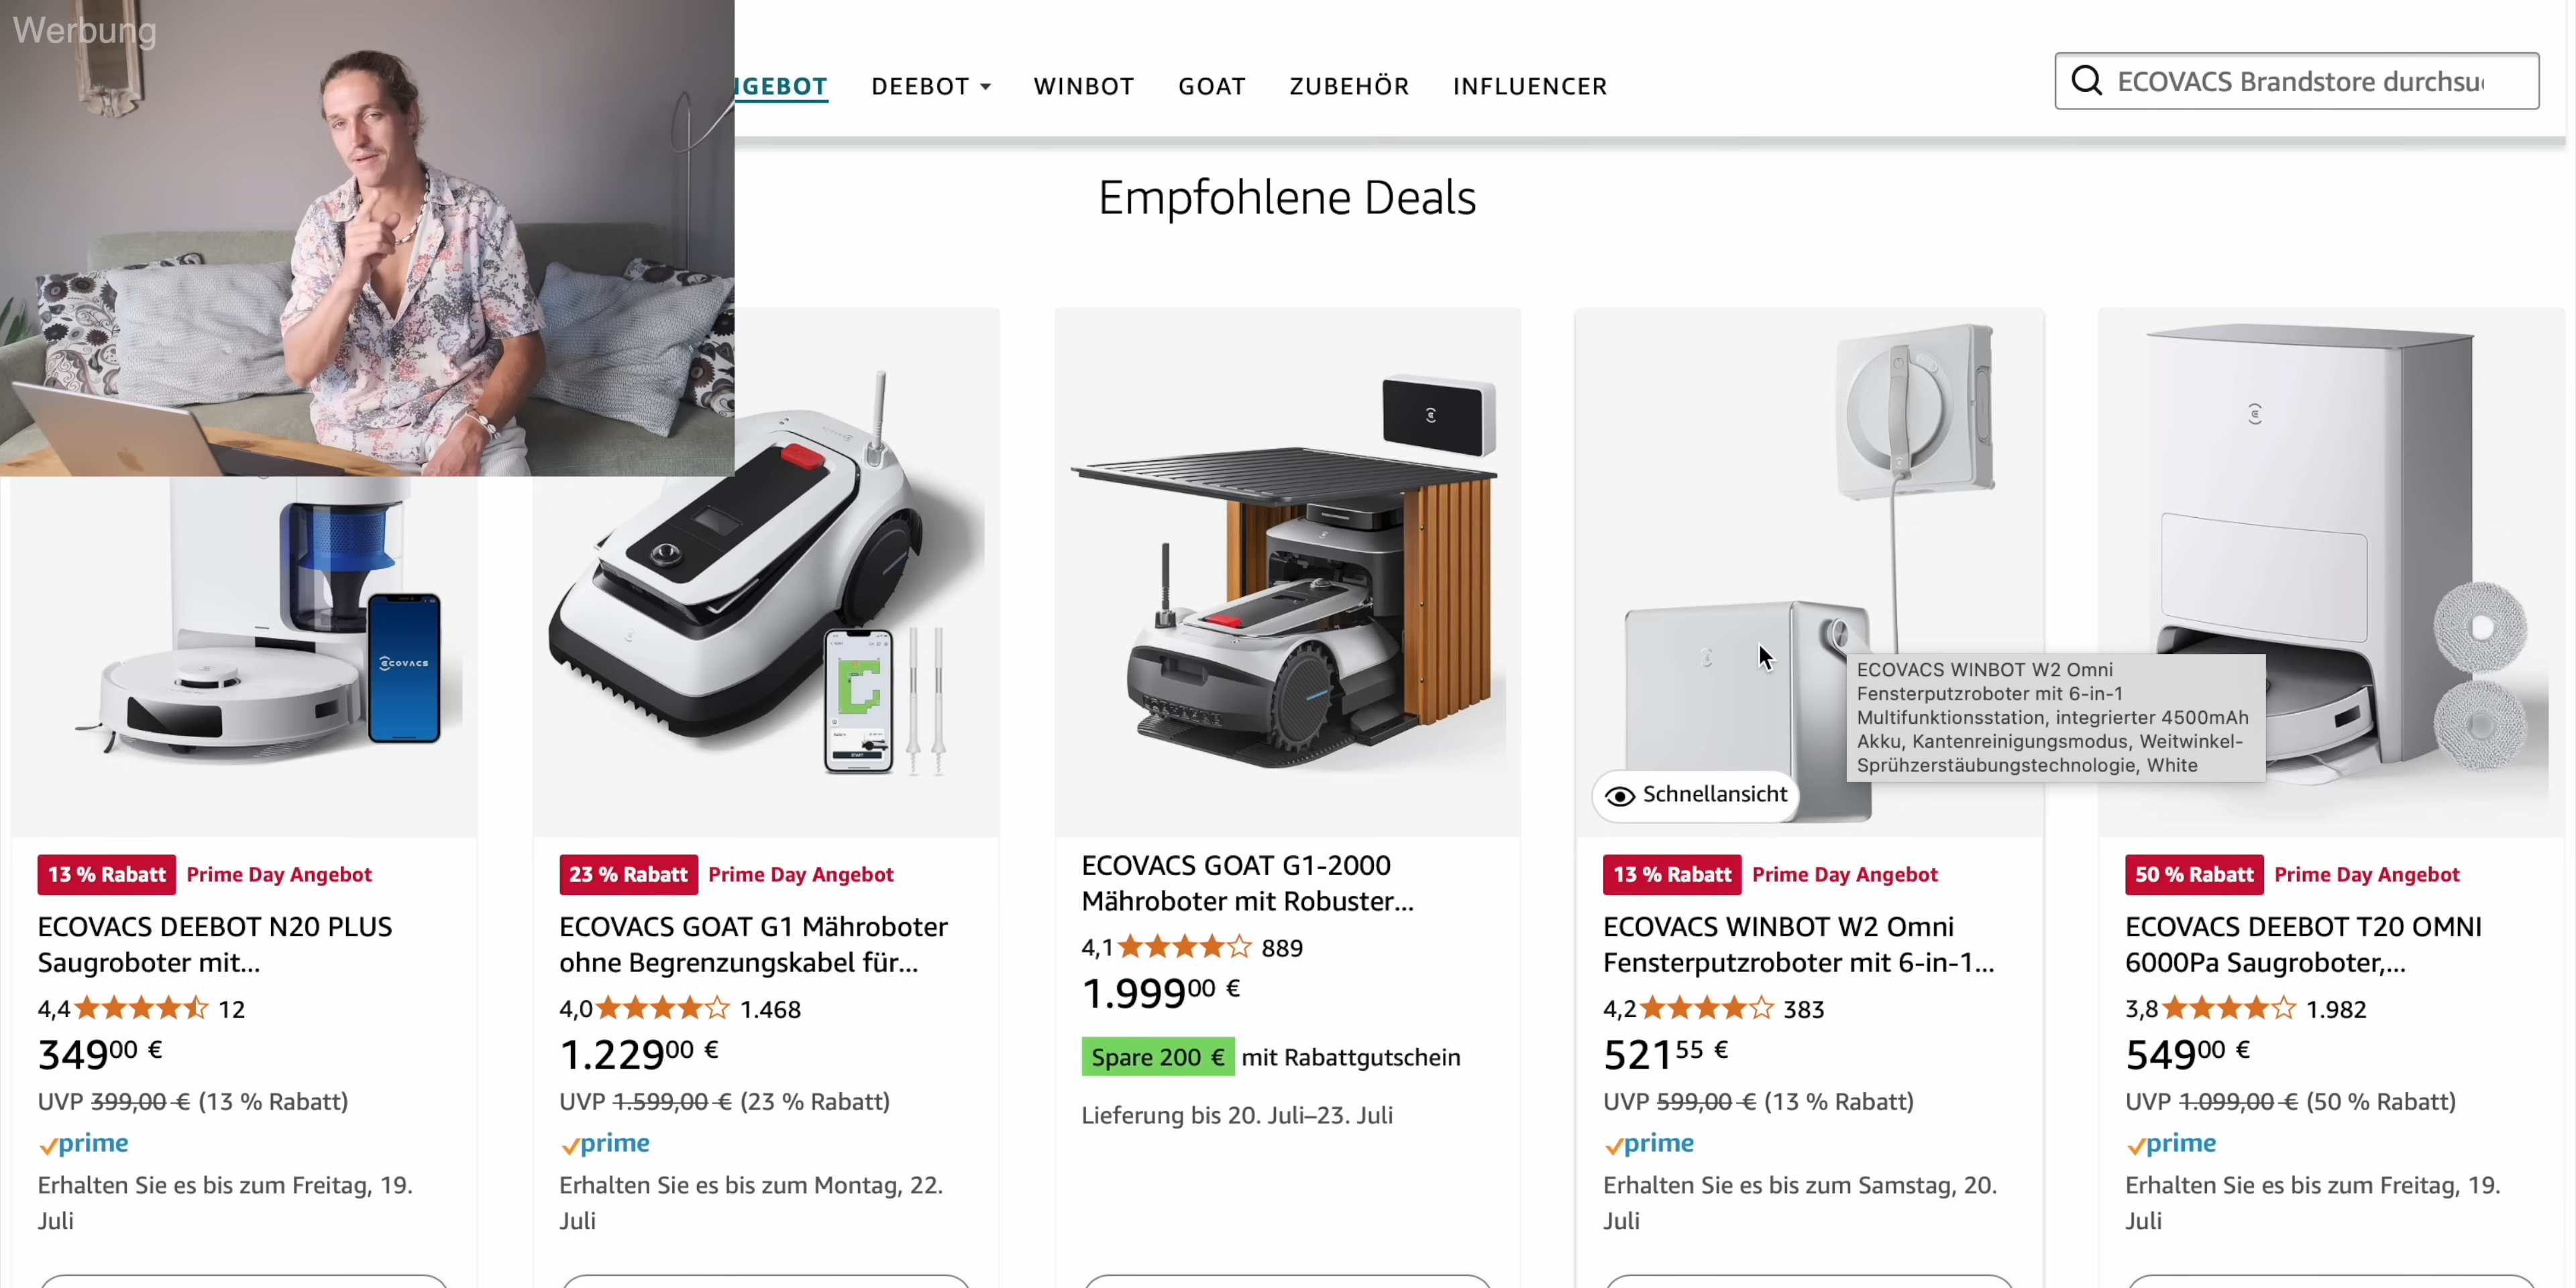 Werbung
NGEBOT
DEEBOT
WINBOT
GOAT
ZUBEHÖR
INFLUENCER
ECOVACS Brandstore durchsu
Empfohlene Deals
ECOVACS
ECOVACS WINBOT W2 Omni
Fensterputzroboter mit 6-in-1
Multifunktionsstation, integrierter 4500mAh
Akku, Kantenreinigungsmodus, Weitwinkel-
Sprühzerstäubungstechnologie, White
Schnellansicht
13 % Rabatt Prime Day Angebot
ECOVACS DEEBOT N20 PLUS
Saugroboter mit...
4,4 12
349 00 €
UVP 399,00 € (13 % Rabatt)
prime
Erhalten Sie es bis zum Freitag, 19.
Juli
23 % Rabatt Prime Day Angebot
ECOVACS GOAT G1 Mähroboter
ohne Begrenzungskabel für...
4,0 1.468
1.229 00 €
UVP 1.599,00 € (23 % Rabatt)
prime
Erhalten Sie es bis zum Montag, 22.
Juli
ECOVACS GOAT G1-2000
Mähroboter mit Robuster...
4,1 889
1.999 00 €
Spare 200 € mit Rabattgutschein
Lieferung bis 20. Juli–23. Juli
13 % Rabatt Prime Day Angebot
ECOVACS WINBOT W2 Omni
Fensterputzroboter mit 6-in-1...
4,2 383
521 55 €
UVP 599,00 € (13 % Rabatt)
prime
Erhalten Sie es bis zum Samstag, 20.
Juli
50 % Rabatt Prime Day Angebot
ECOVACS DEEBOT T20 OMNI
6000Pa Saugroboter,...
3,8 1.982
549 00 €
UVP 1.099,00 € (50 % Rabatt)
prime
Erhalten Sie es bis zum Freitag, 19.
Juli